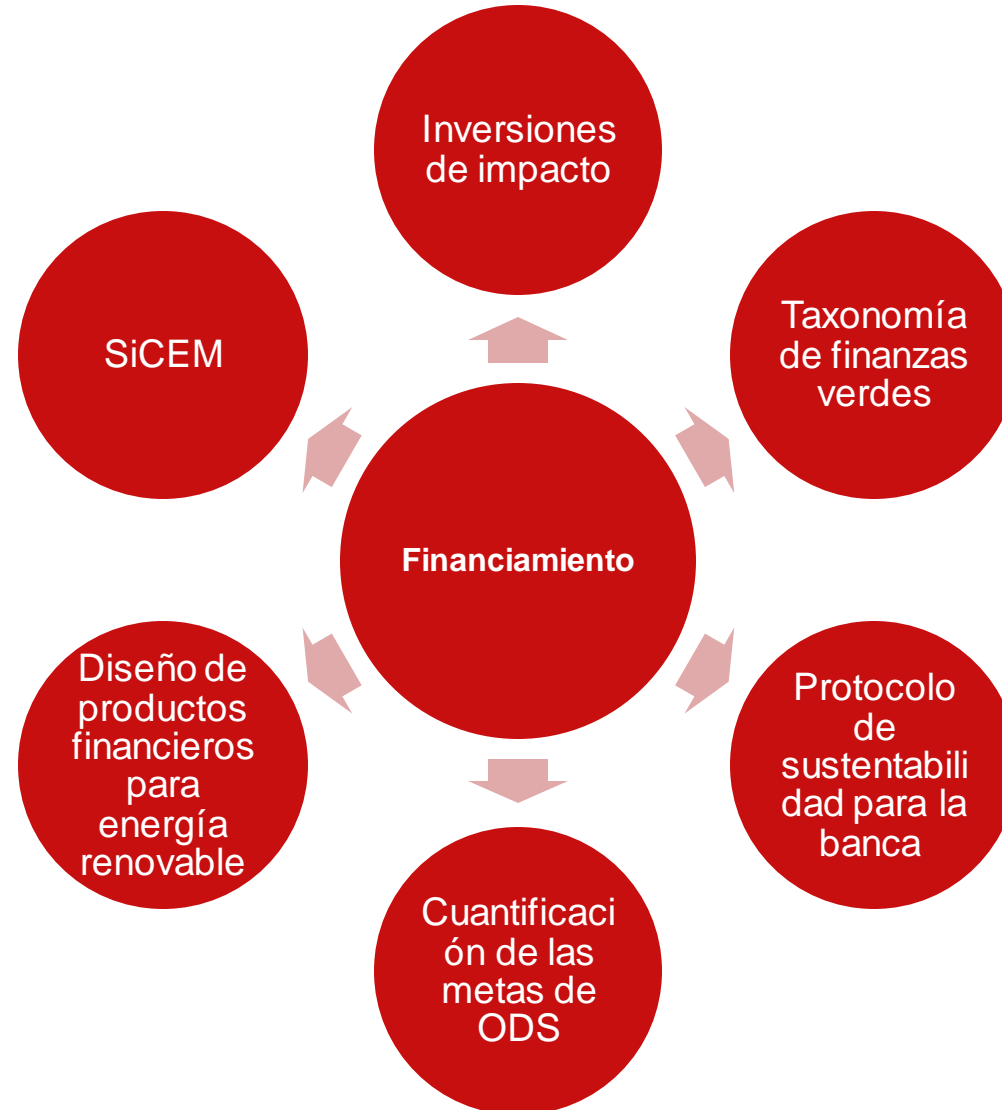 Inversiones
de impacto
Taxonomía
de finanzas
verdes
SiCEM
Financiamiento
Diseño de
productos
financieros
para
energía
renovable
Protocolo
de
sustentabili
dad para la
banca
Cuantificaci
ón de las
metas de
ODS